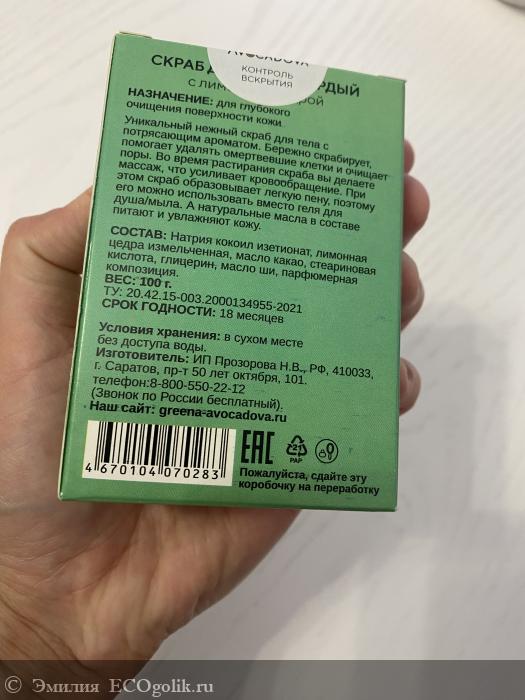 AVOCADOVA
КОНТРОЛЬ
ВСКРЫТИЯ
СКРАБ
С
НАЗНАЧЕНИЕ: для глубокого
очищения поверхности кожи.
Уникальный нежный скраб для тела с
потрясающим ароматом. Бережно скрабирует,
помогает удалять омертвевшие клетки и очищает
поры. Во время растирания скраба вы делаете
массаж, что усиливает кровообращение. При
этом скраб образовывает легкую пену, поэтому
его можно использовать вместо геля для
душа/мыла. А натуральные масла в составе
питают и увлажняют кожу.
СОСТАВ: Натрия кокоил изетионат, лимонная
цедра измельченная, масло какао, стеариновая
кислота, глицерин, масло ши, парфюмерная
композиция.
ВЕС: 100 г.
ТУ: 20.42.15-003.2000134955-2021
СРОК ГОДНОСТИ: 18 месяцев
Условия хранения: в сухом месте
без доступа воды.
Изготовитель: ИП Прозорова Н.В., РФ, 410033,
г. Саратов, пр-т 50 лет октября, 101.
телефон:8-800-550-22-12
(Звонок по России бесплатный).
Наш сайт: greena-avocadova.ru
4 670104 070283
EAC
21
PAP
Пожалуйста, сдайте эту
коробочку на переработку
© Эмилия ECOgolik.ru